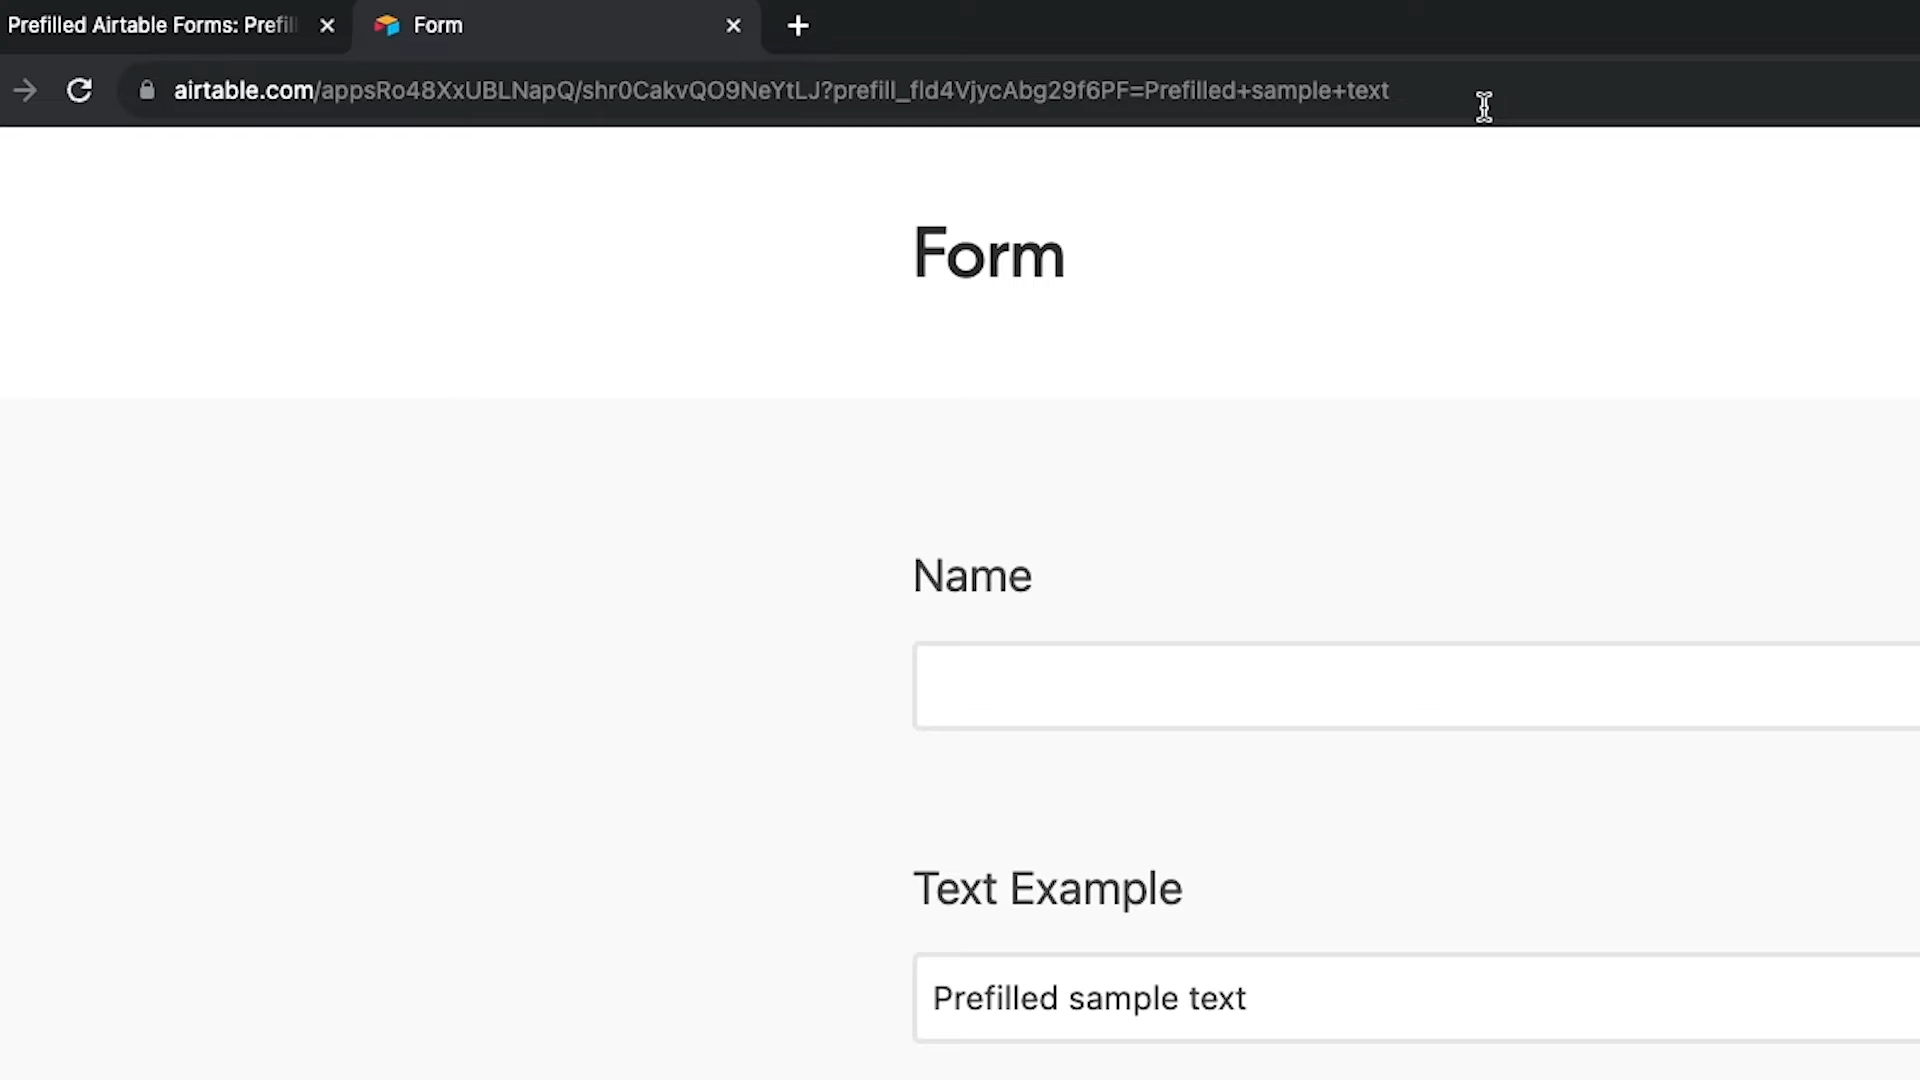 Prefilled Airtable Forms: Prefill
Form
airtable.com/appsRo48XxUBLNapQ/shr0CakvQO9NeYtLJ?prefill_fld4VjycAbg29f6PF=Prefilled+sample+text
Form
Name
Text Example
Prefilled sample text